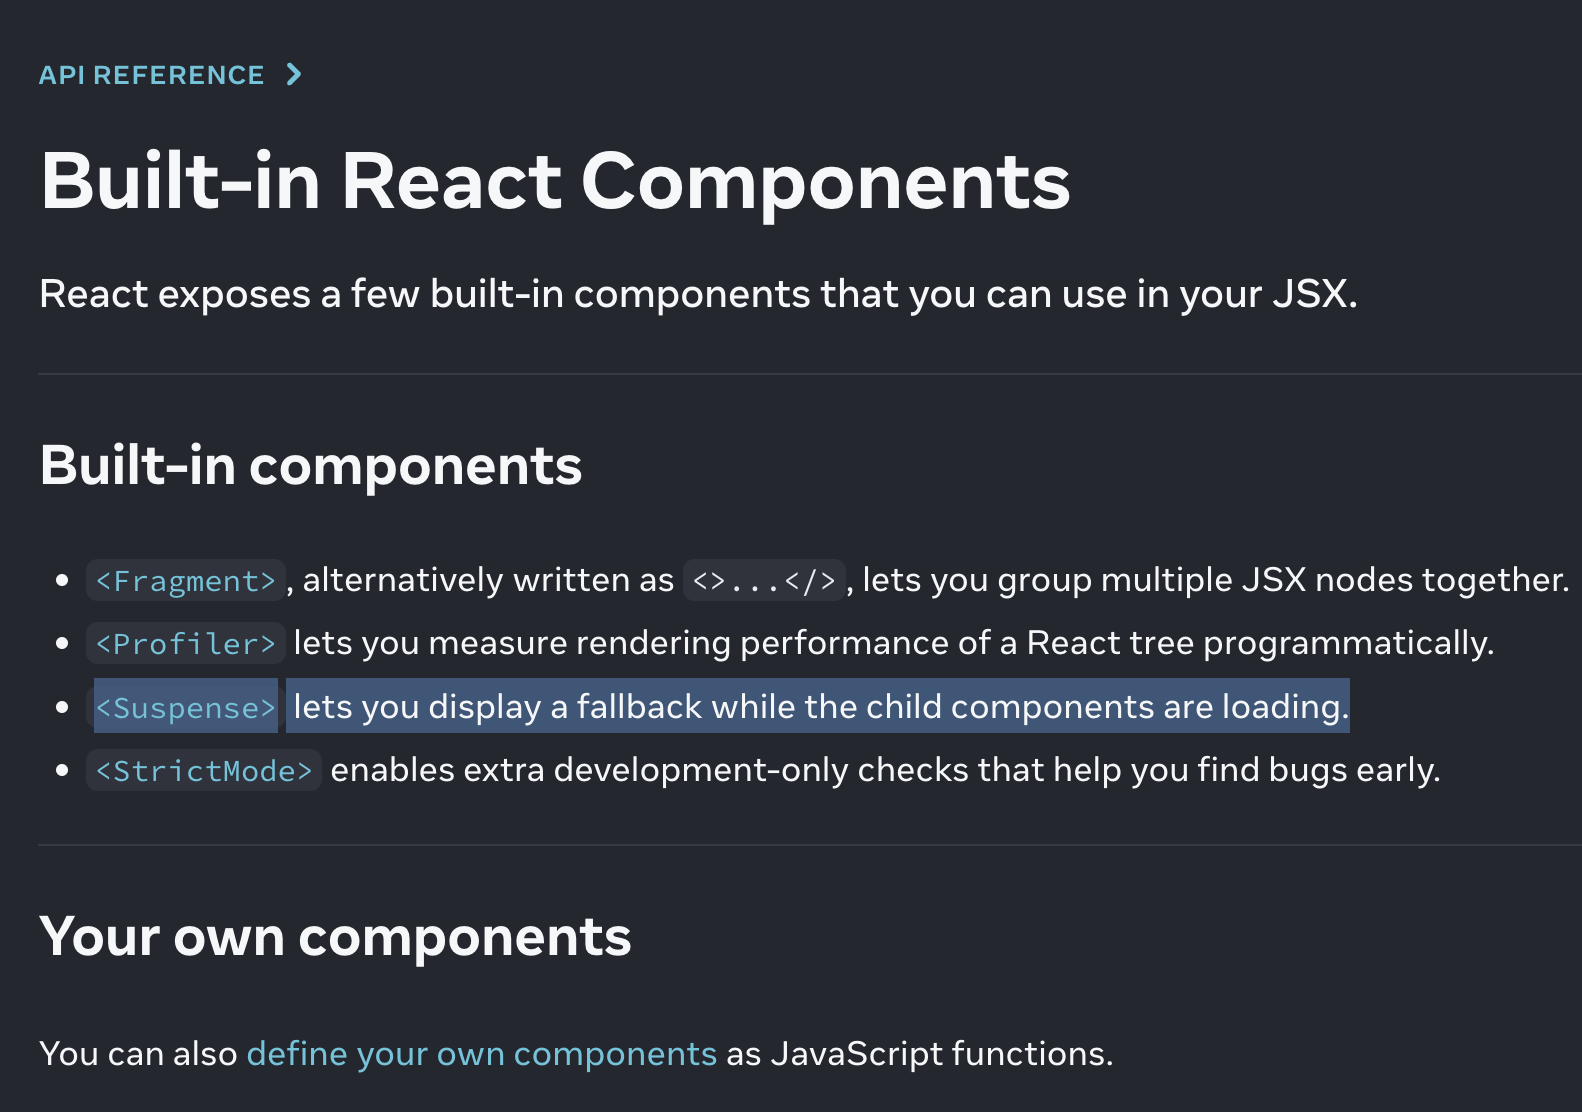 API REFERENCE
Built-in React Components
React exposes a few built-in components that you can use in your JSX.
Built-in components
<Fragment>, alternatively written as <>...</>, lets you group multiple JSX nodes together.
<Profiler> lets you measure rendering performance of a React tree programmatically.
<Suspense> lets you display a fallback while the child components are loading.
<StrictMode> enables extra development-only checks that help you find bugs early.
Your own components
You can also define your own components as JavaScript functions.